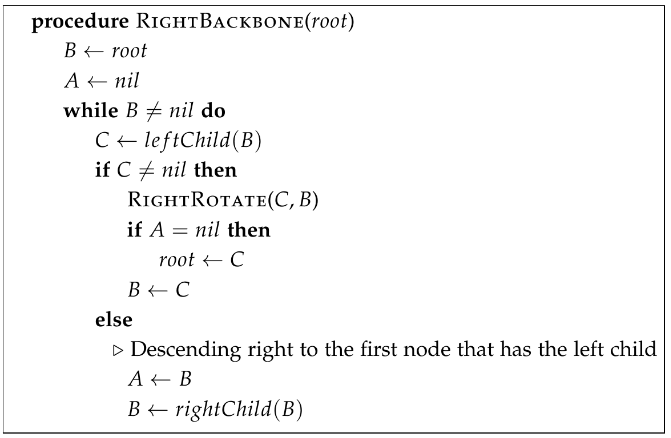 procedure RIGHTBACKBONE(root)
B ← root
A ← nil
while B ≠ nil do
C ← leftChild(B)
if C ≠ nil then
RIGHTROTATE(C, B)
if A = nil then
root ← C
B ← C
else
▷ Descending right to the first node that has the left child
A ← B
B ← rightChild(B)